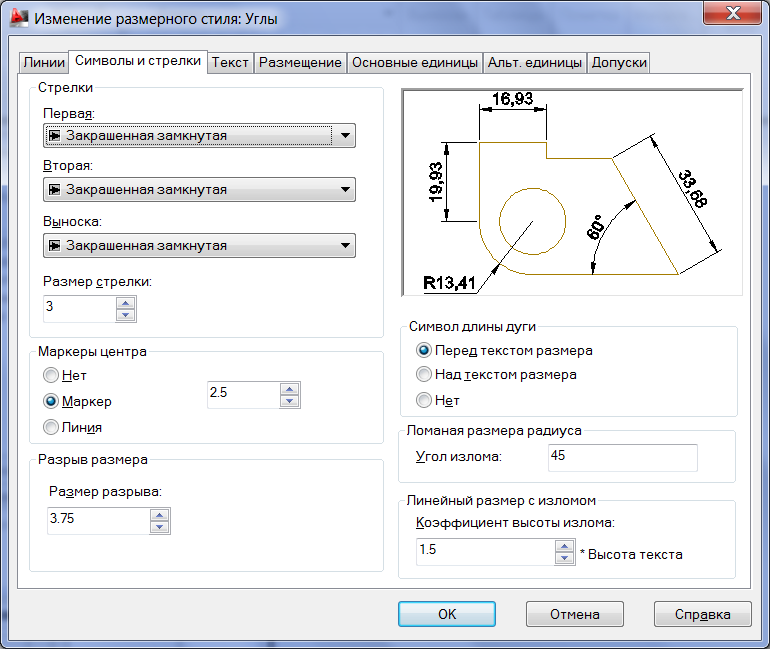 Изменение размерного стиля: Углы
Линии
Символы и стрелки
Текст
Размещение
Основные единицы
Альт. единицы
Допуски
Стрелки
Первая:
Закрашенная замкнутая
Вторая:
Закрашенная замкнутая
Выноска:
Закрашенная замкнутая
Размер стрелки:
3
Маркеры центра
Нет
Маркер
2.5
Линия
Разрыв размера
Размер разрыва:
3.75
16,93
19,93
33,68
60°
R13,41
Символ длины дуги
Перед текстом размера
Над текстом размера
Нет
Ломаная размера радиуса
Угол излома:
45
Линейный размер с изломом
Коэффициент высоты излома:
1.5
* Высота текста
OK
Отмена
Справка